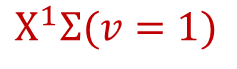 X¹Σ(v = 1)